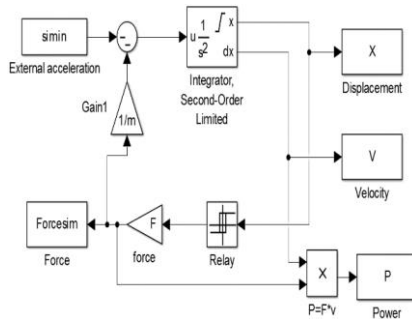 simin
External acceleration
Gain1
1/m
u 1/s² x
dx
Integrator,
Second-Order
Limited
X
Displacement
V
Velocity
Forcesim
Force
F
force
Relay
X
P=F*v
P
Power